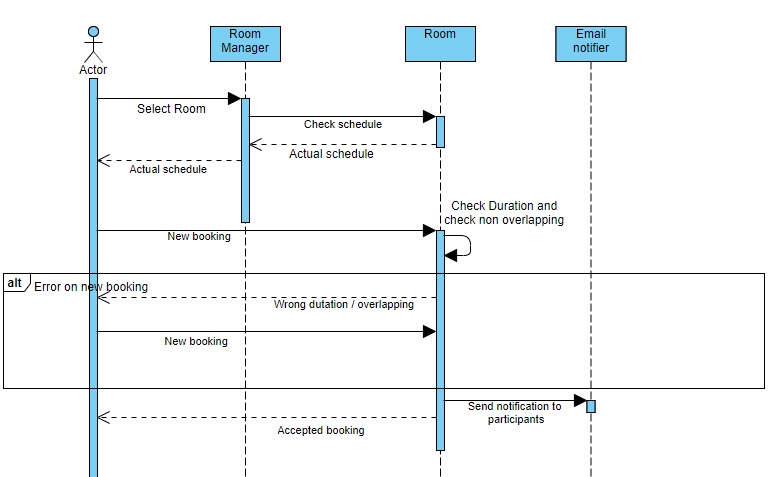 Room
Manager
Room
Email
notifier
Actor
Select Room
Check schedule
Actual schedule
Actual schedule
Check Duration and
check non overlapping
New booking
alt
Error on new booking
Wrong dutation / overlapping
New booking
Send notification to
participants
Accepted booking